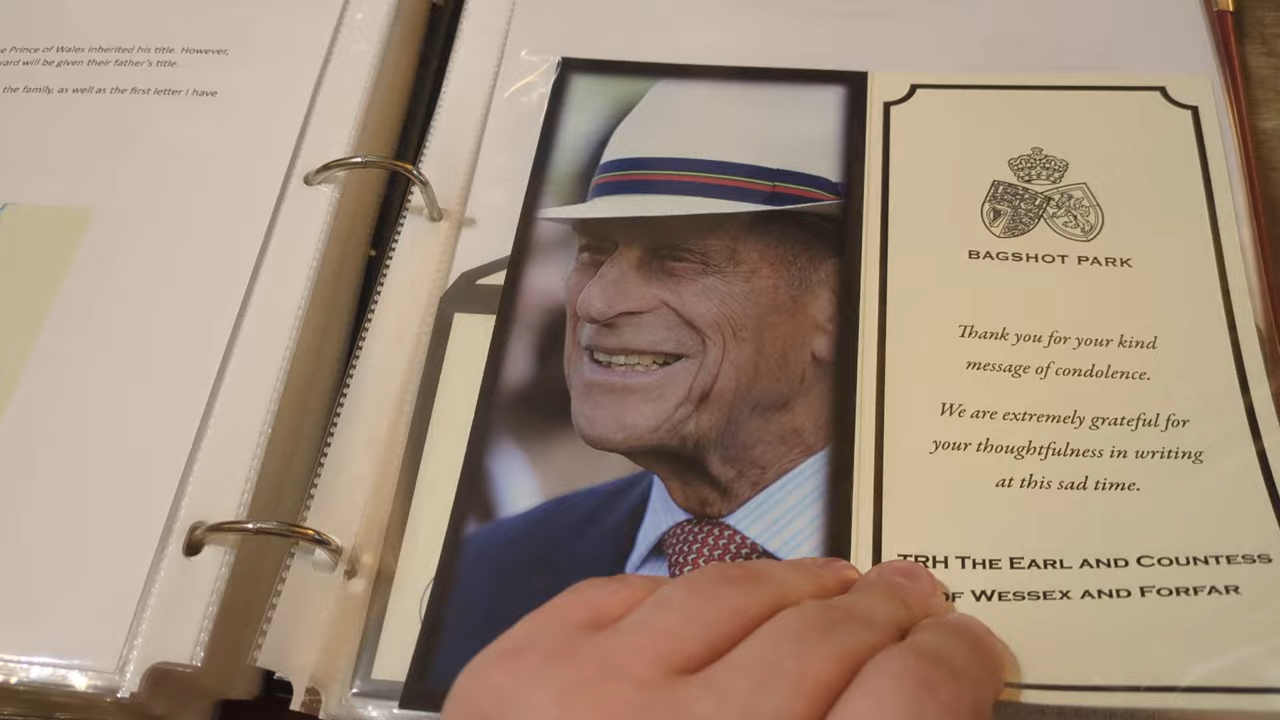 e Prince of Wales inherited his title. However,
ward will be given their father's title.
the family, as well as the first letter I have
BAGSHOT PARK
Thank you for your kind
message of condolence.
We are extremely grateful for
your thoughtfulness in writing
at this sad time.
TRH THE EARL AND COUNTESS
OF WESSEX AND FORFAR